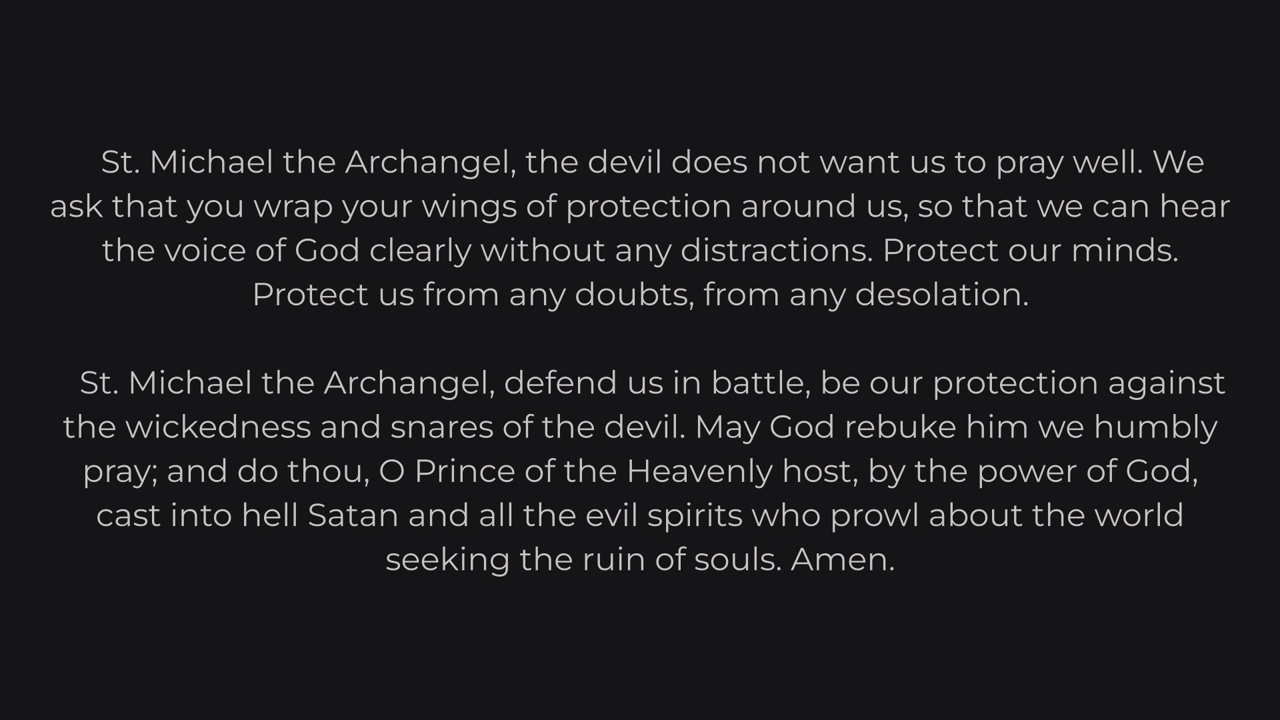 St. Michael the Archangel, the devil does not want us to pray well. We
ask that you wrap your wings of protection around us, so that we can hear
the voice of God clearly without any distractions. Protect our minds.
Protect us from any doubts, from any desolation.
St. Michael the Archangel, defend us in battle, be our protection against
the wickedness and snares of the devil. May God rebuke him we humbly
pray; and do thou, O Prince of the Heavenly host, by the power of God,
cast into hell Satan and all the evil spirits who prowl about the world
seeking the ruin of souls. Amen.